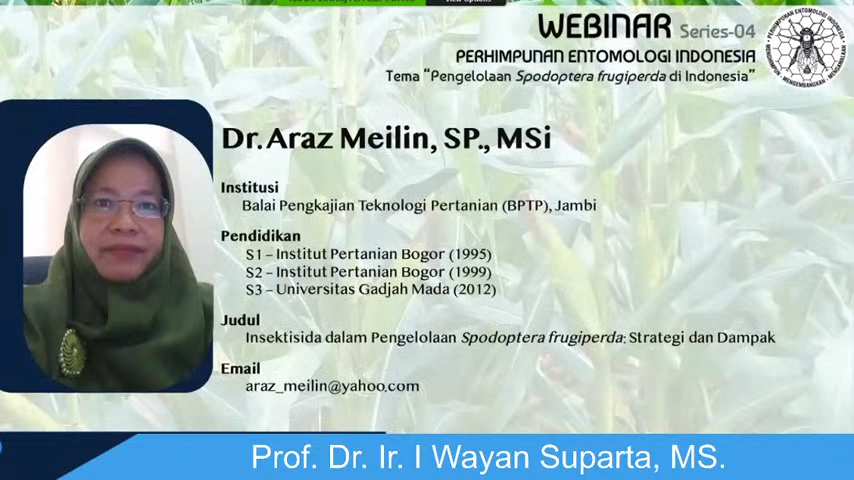 WEBINAR Series-04
PERHIMPUNAN ENTOMOLOGI INDONESIA
Tema “Pengelolaan Spodoptera frugiperda di Indonesia”
Dr. Araz Meilin, SP., MSi
Institusi
Balai Pengkajian Teknologi Pertanian (BPTP), Jambi
Pendidikan
S1 – Institut Pertanian Bogor (1995)
S2 – Institut Pertanian Bogor (1999)
S3 – Universitas Gadjah Mada (2012)
Judul
Insektisida dalam Pengelolaan Spodoptera frugiperda: Strategi dan Dampak
Email
araz_meilin@yahoo.com
Prof. Dr. Ir. I Wayan Suparta, MS.